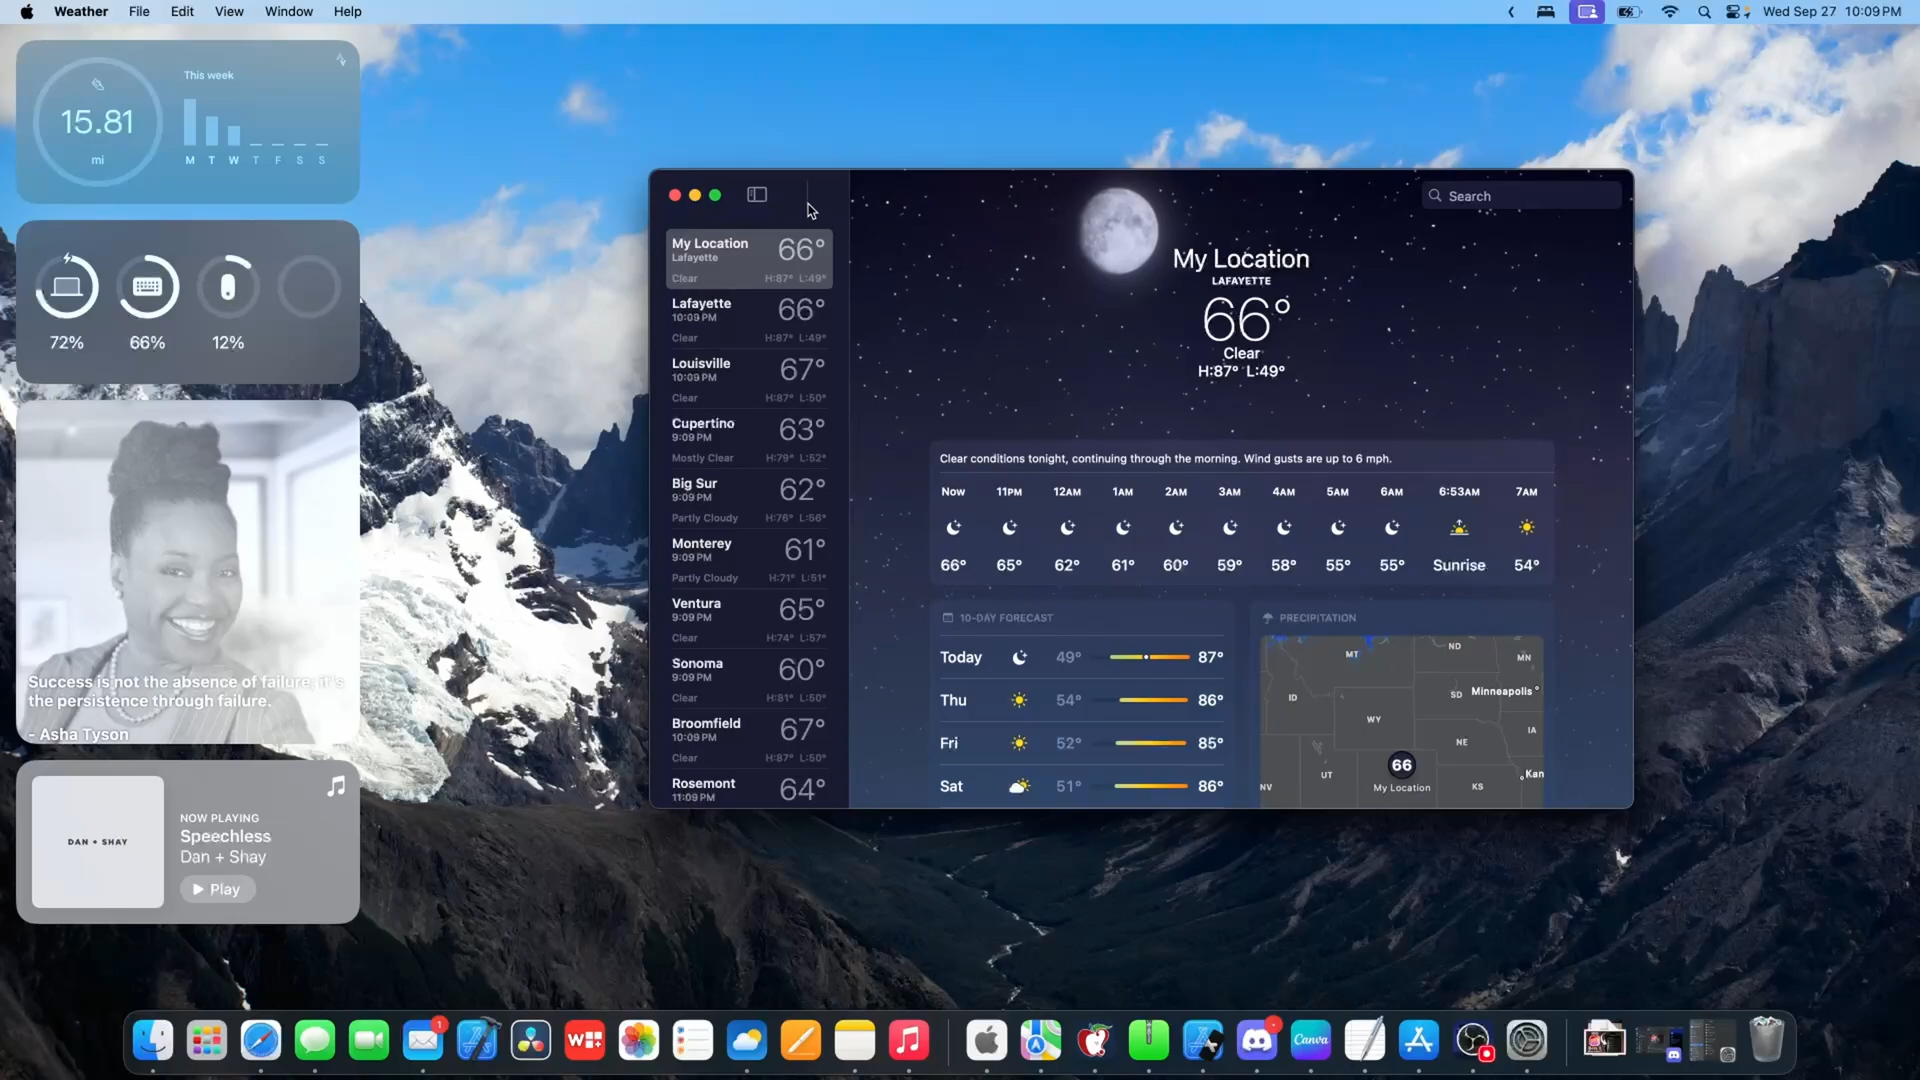 Weather File Edit View Window Help
Wed Sep 27 10:09 PM
This week
15.81
mi
M T W T F S S
72% 66% 12%
Success is not the absence of failure; it's
the persistence through failure.
- Asha Tyson
DAN + SHAY
NOW PLAYING
Speechless
Dan + Shay
Play
My Location 66°
Lafayette
Clear H:87° L:49°
Lafayette 66°
10:09 PM
Clear H:87° L:49°
Louisville 67°
10:09 PM
Clear H:87° L:50°
Cupertino 63°
9:09 PM
Mostly Clear H:79° L:52°
Big Sur 62°
9:09 PM
Partly Cloudy H:76° L:56°
Monterey 61°
9:09 PM
Partly Cloudy H:71° L:51°
Ventura 65°
9:09 PM
Clear H:74° L:57°
Sonoma 60°
9:09 PM
Clear H:81° L:50°
Broomfield 67°
10:09 PM
Clear H:87° L:50°
Rosemont 64°
11:09 PM
Search
My Location
LAFAYETTE
66°
Clear
H:87° L:49°
Clear conditions tonight, continuing through the morning. Wind gusts are up to 6 mph.
Now 11PM 12AM 1AM 2AM 3AM 4AM 5AM 6AM 6:53AM 7AM
66° 65° 62° 61° 60° 59° 58° 55° 55° Sunrise 54°
10-DAY FORECAST
Today 49° 87°
Thu 54° 86°
Fri 52° 85°
Sat 51° 86°
PRECIPITATION
MT ND MN
ID SD Minneapolis
WY IA
NE
UT Kan
NV KS
66
My Location
1
W
Canva